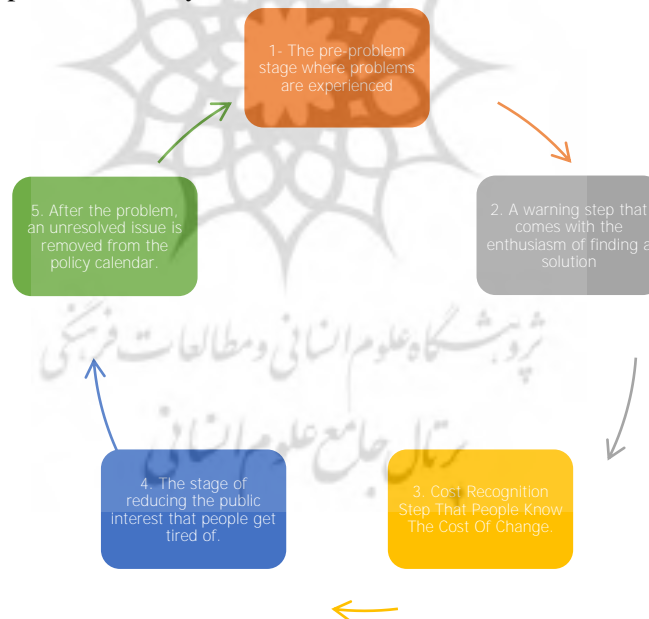 1- The pre-problem
stage where problems
are experienced
2. A warning step that
comes with the
enthusiasm of finding a
solution
3. Cost Recognition
Step That People Know
The Cost Of Change.
4. The stage of
reducing the public
interest that people get
tired of.
5. After the problem,
an unresolved issue is
removed from the
policy calendar.
پژوهشگاه علوم انسانی و مطالعات فرهنگی
پرتال جامع علوم انسانی